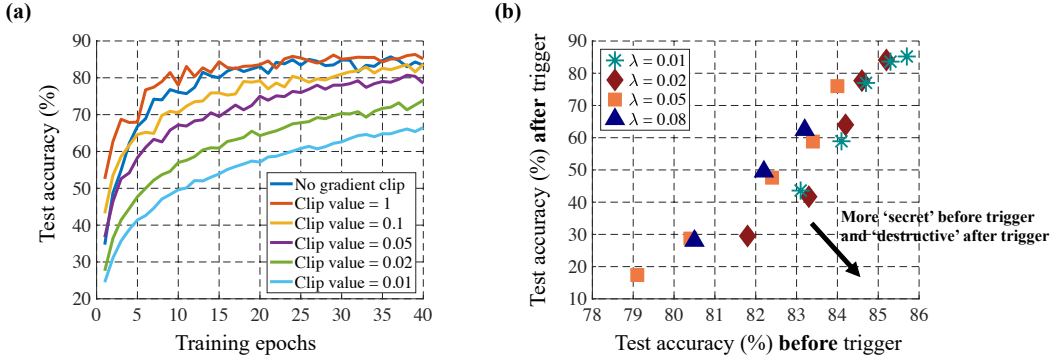 (a)
Test accuracy (%)
90
80
70
60
50
40
30
20
0
10
20
30
40
Training epochs
No gradient clip
Clip value = 1
Clip value = 0.1
Clip value = 0.05
Clip value = 0.02
Clip value = 0.01
(b)
Test accuracy (%) after trigger
90
80
70
60
50
40
30
20
10
78
79
80
81
82
83
84
85
86
Test accuracy (%) before trigger
λ = 0.01
λ = 0.02
λ = 0.05
λ = 0.08
More ‘secret’ before trigger
and ‘destructive’ after trigger